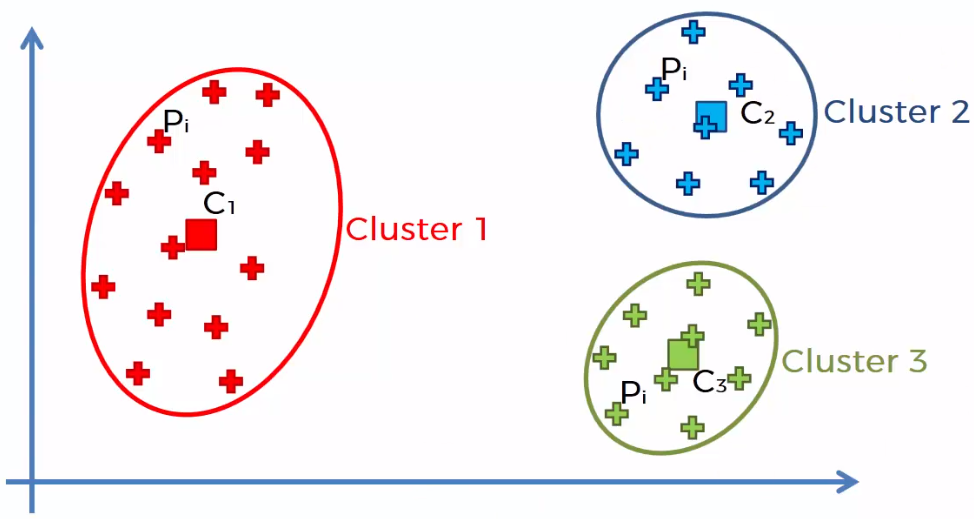 Pᵢ
C₁
Cluster 1
Pᵢ
C₂
Cluster 2
Cluster 3
Pᵢ
C₃